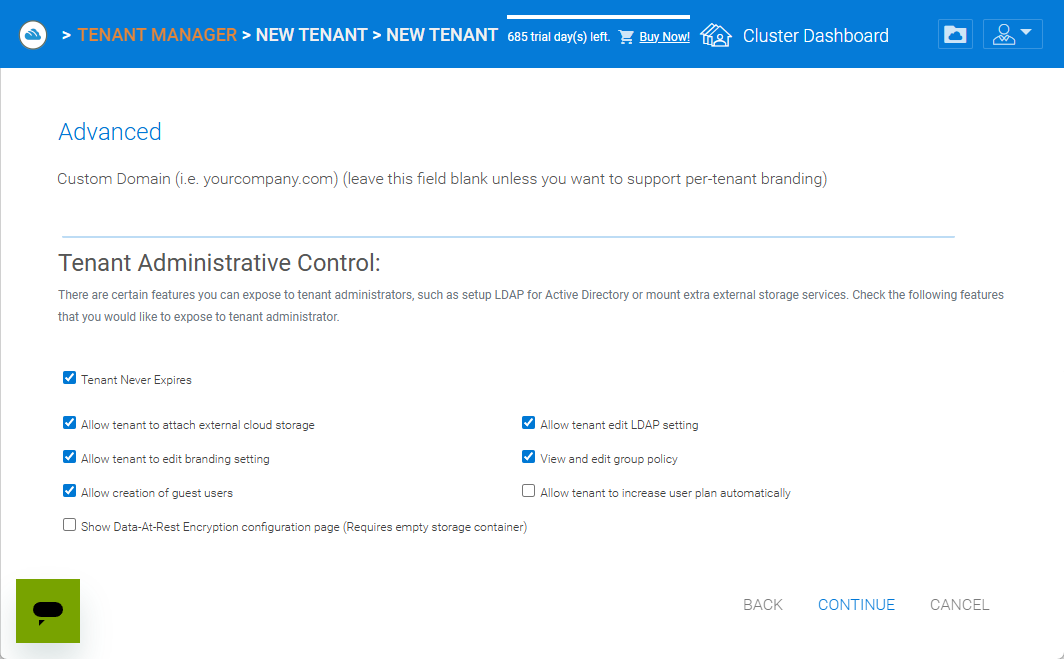 > TENANT MANAGER > NEW TENANT > NEW TENANT 685 trial day(s) left. Buy Now! Cluster Dashboard
Advanced
Custom Domain (i.e. yourcompany.com) (leave this field blank unless you want to support per-tenant branding)
Tenant Administrative Control:
There are certain features you can expose to tenant administrators, such as setup LDAP for Active Directory or mount extra external storage services. Check the following features
that you would like to expose to tenant administrator.
Tenant Never Expires
Allow tenant to attach external cloud storage Allow tenant edit LDAP setting
Allow tenant to edit branding setting View and edit group policy
Allow creation of guest users Allow tenant to increase user plan automatically
Show Data-At-Rest Encryption configuration page (Requires empty storage container)
BACK CONTINUE CANCEL